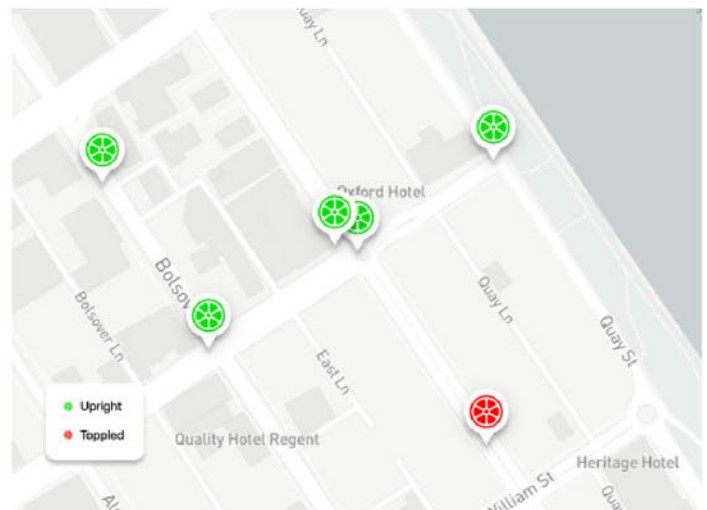 Quay Ln
Oxford Hotel
Bolsover
Bolsover Ln
Quay Ln
Quay St
East Ln
Upright
Toppled
Quality Hotel Regent
Heritage Hotel
William St
Quay